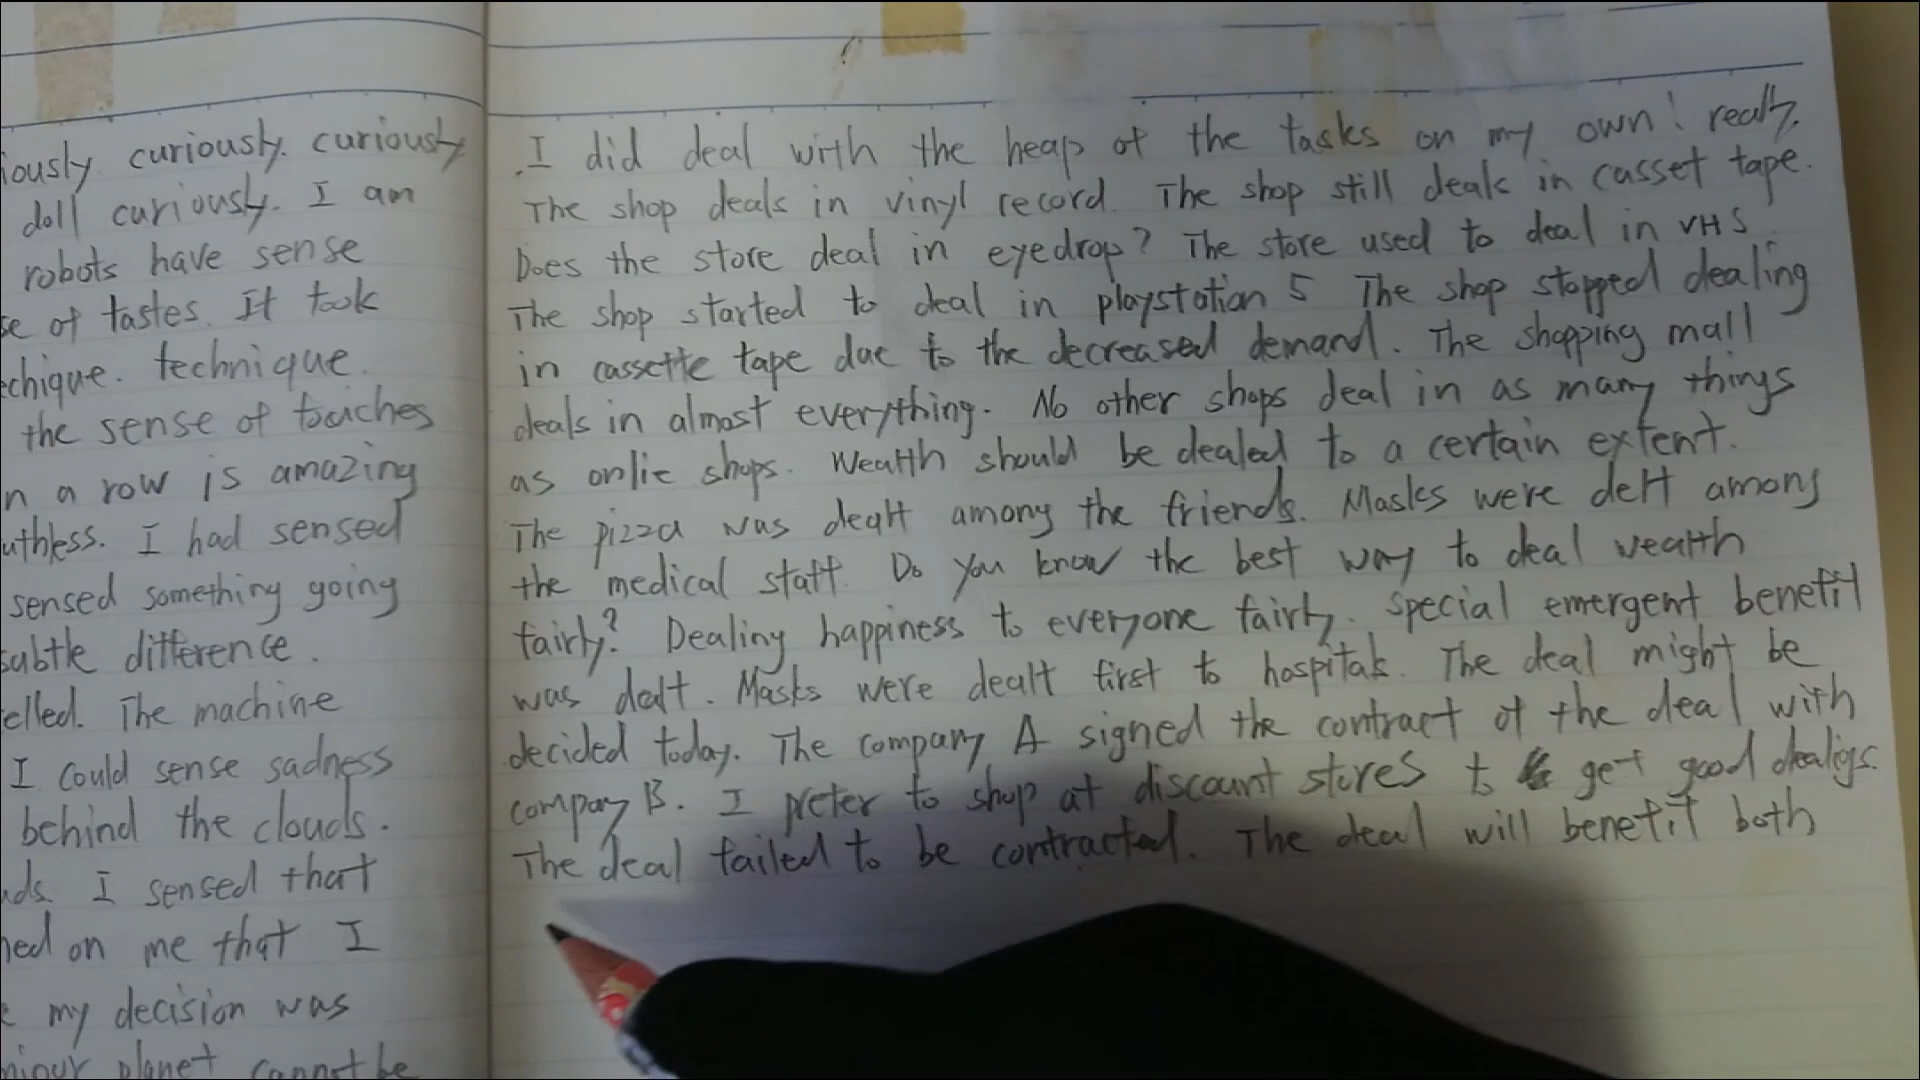 iously curiously. curiously
doll curiously. I am
robots have sense
se of tastes. It took
echique. technique.
the sense of touches
n a row is amazing
uthless. I had sensed
sensed something going
subtle difference.
elled. The machine
I could sense sadness
behind the clouds.
nds. I sensed that
ned on me that I
my decision was
minor planet cannot be
I did deal with the heap of the tasks on my own! really.
The shop deals in vinyl record. The shop still deals in casset tape.
Does the store deal in eyedrop? The store used to deal in VHS.
The shop started to deal in playstation 5 The shop stopped dealing
in cassette tape due to the decreased demand. The shopping mall
deals in almost everything. No other shops deal in as many things
as onlie shops. Wealth should be dealed to a certain extent.
The pizza was dealt among the friends. Masks were delt among
the medical staff. Do you know the best way to deal wealth
fairly? Dealing happiness to everyone fairly. Special emergent benefit
was dealt. Masks were dealt first to hospitals. The deal might be
decided today. The company A signed the contract of the deal with
company B. I prefer to shop at discount stores to get good dealigs.
The deal failed to be contracted. The deal will benefit both